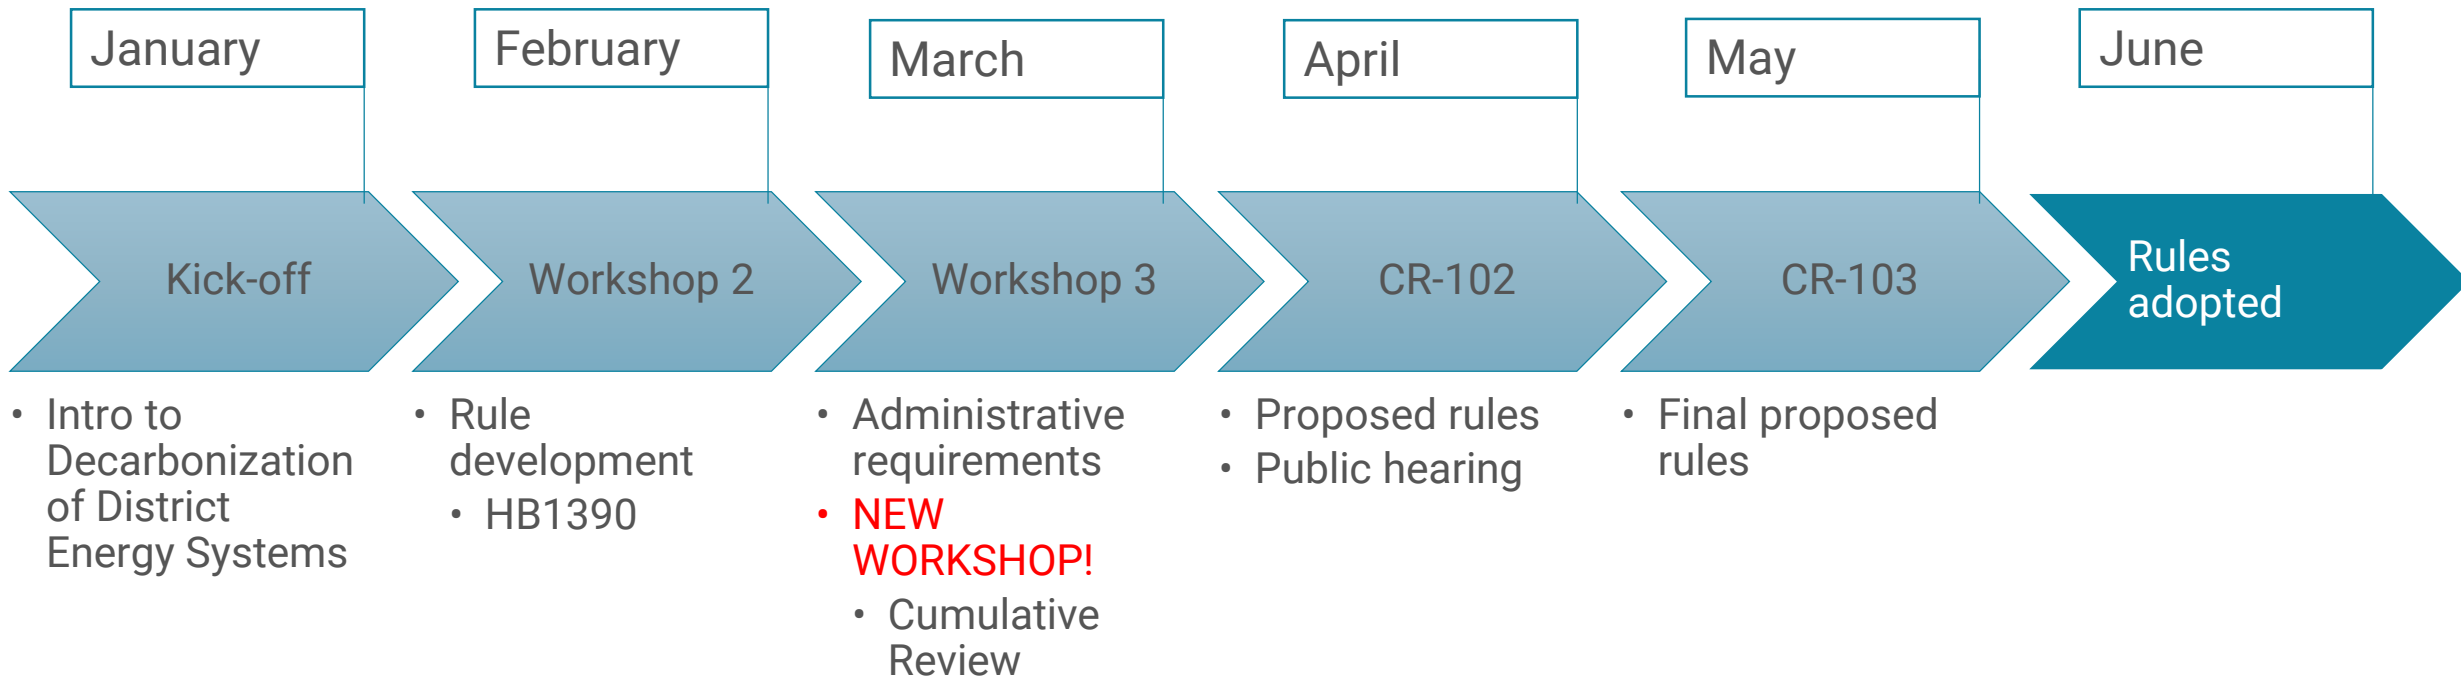 January
February
March
April
May
June
Kick-off
Workshop 2
Workshop 3
CR-102
CR-103
Rules
adopted
• Intro to
Decarbonization
of District
Energy Systems
• Rule
development
• HB1390
• Administrative
requirements
• NEW
WORKSHOP!
• Cumulative
Review
• Proposed rules
• Public hearing
• Final proposed
rules